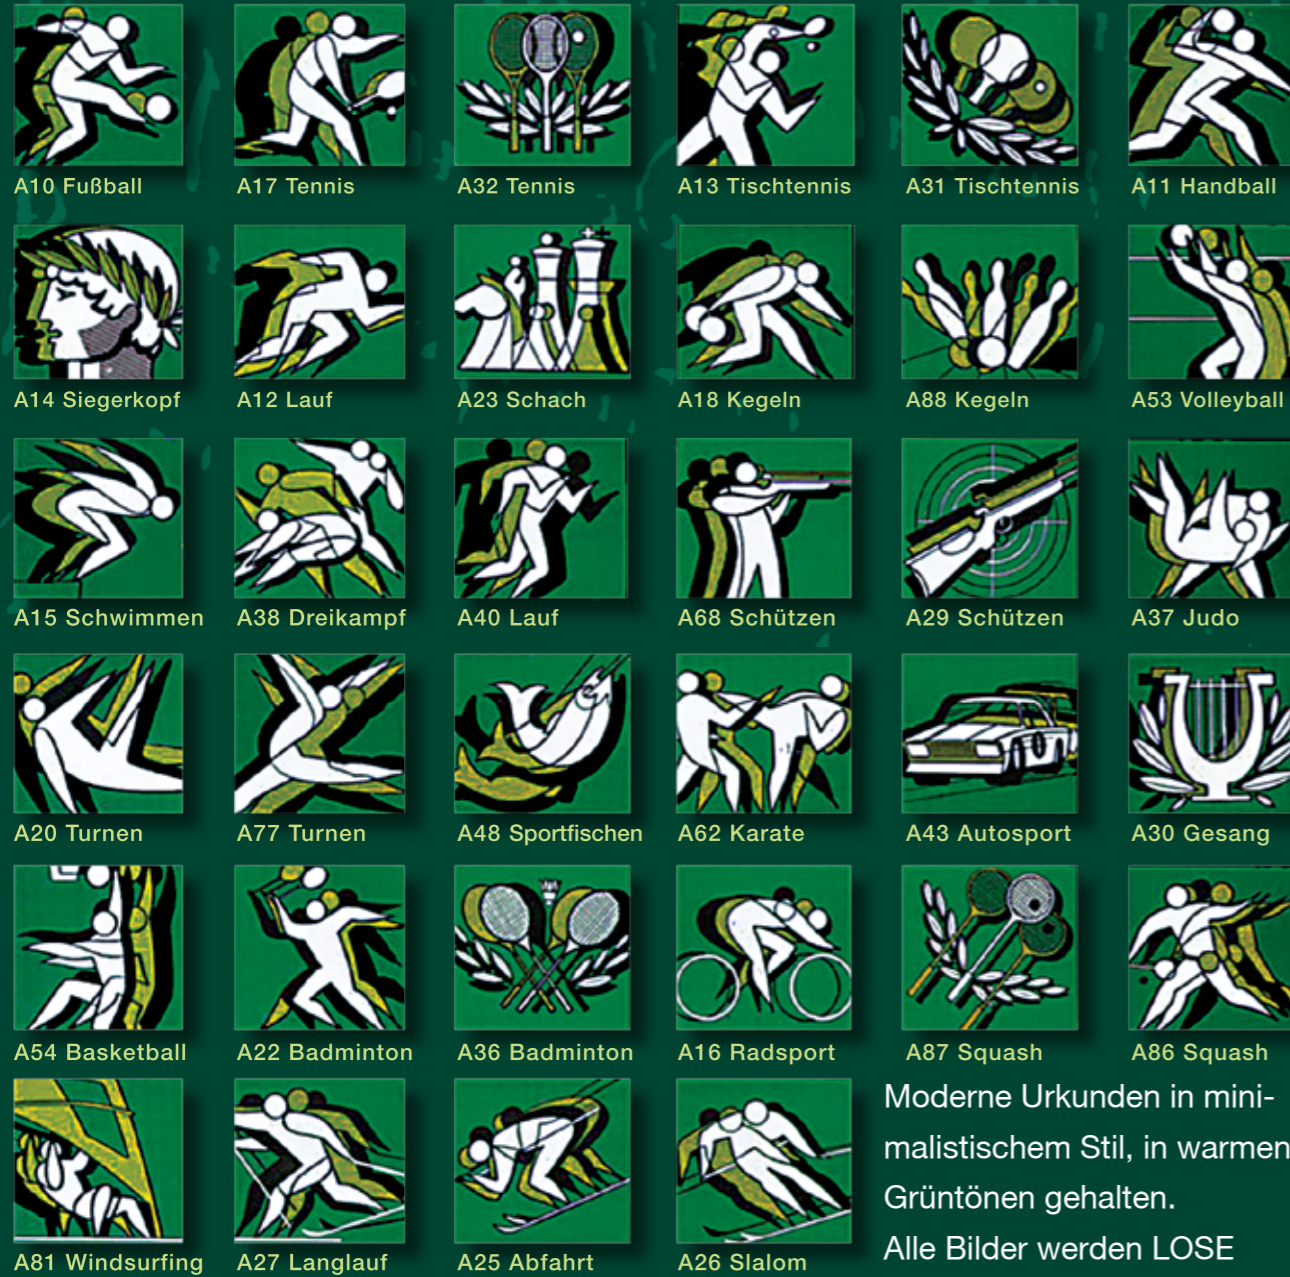 A10 Fußball
A17 Tennis
A32 Tennis
A13 Tischtennis
A31 Tischtennis
A11 Handball
A14 Siegerkopf
A12 Lauf
A23 Schach
A18 Kegeln
A88 Kegeln
A53 Volleyball
A15 Schwimmen
A38 Dreikampf
A40 Lauf
A68 Schützen
A29 Schützen
A37 Judo
A20 Turnen
A77 Turnen
A48 Sportfischen
A62 Karate
A43 Autosport
A30 Gesang
A54 Basketball
A22 Badminton
A36 Badminton
A16 Radsport
A87 Squash
A86 Squash
A81 Windsurfing
A27 Langlauf
A25 Abfahrt
A26 Slalom
Moderne Urkunden in mini-
malistischem Stil, in warmen
Grüntönen gehalten.
Alle Bilder werden LOSE